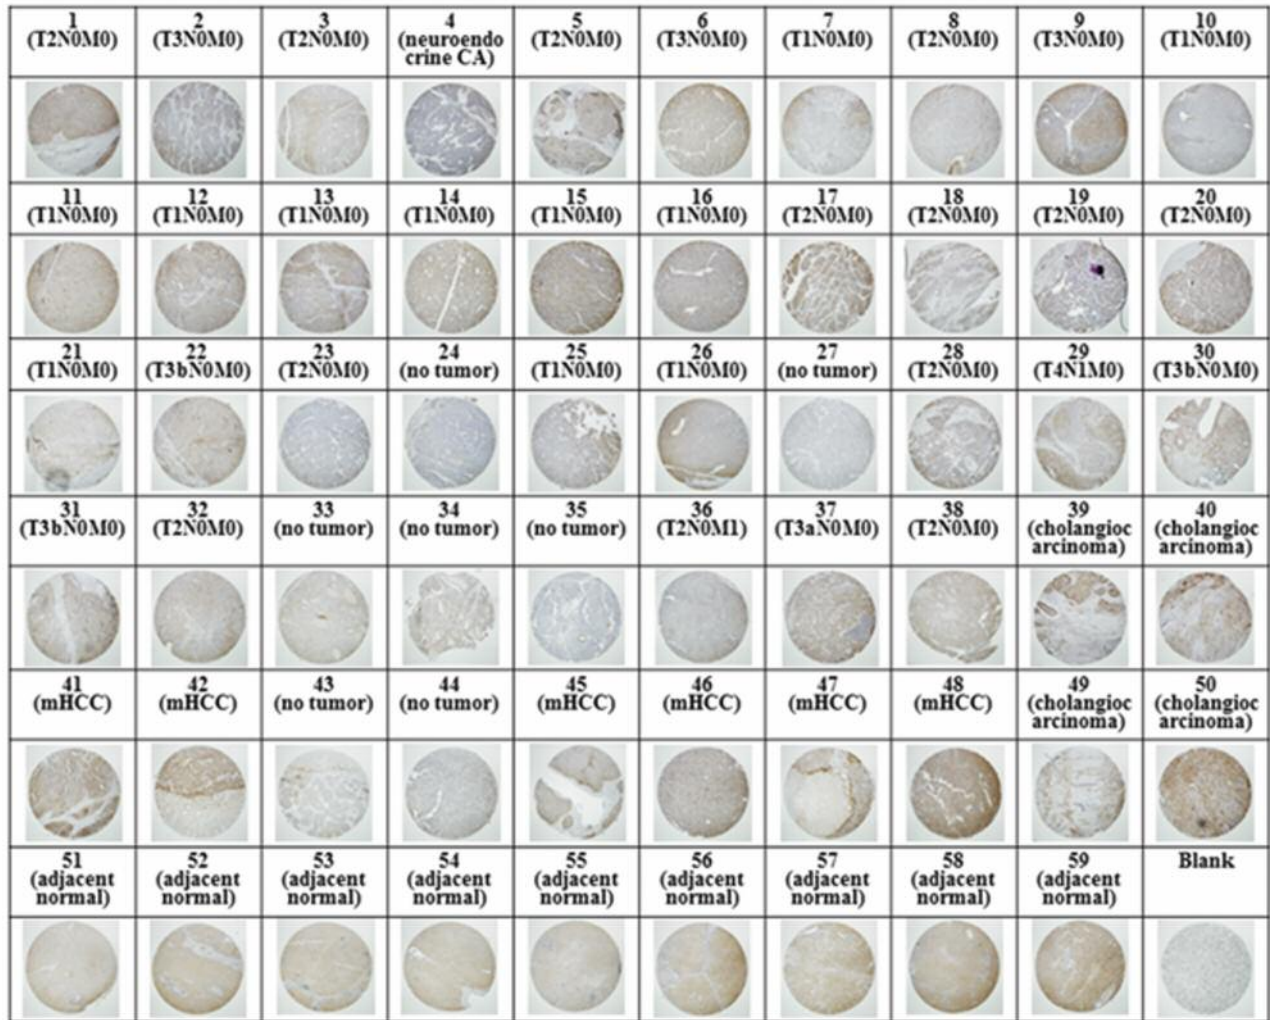 1 2 3 4 5 6 7 8 9 10
(T2N0M0) (T3N0M0) (T2N0M0) (neuroendo (T2N0M0) (T3N0M0) (T1N0M0) (T2N0M0) (T3N0M0) (T1N0M0)
crine CA)
11 12 13 14 15 16 17 18 19 20
(T1N0M0) (T1N0M0) (T1N0M0) (T1N0M0) (T1N0M0) (T1N0M0) (T2N0M0) (T2N0M0) (T2N0M0) (T2N0M0)
21 22 23 24 25 26 27 28 29 30
(T1N0M0) (T3bN0M0) (T2N0M0) (no tumor) (T1N0M0) (T1N0M0) (no tumor) (T2N0M0) (T4N1M0) (T3bN0M0)
31 32 33 34 35 36 37 38 39 40
(T3bN0M0) (T2N0M0) (no tumor) (no tumor) (no tumor) (T2N0M1) (T3aN0M0) (T2N0M0) (cholangioc (cholangioc
arcinoma) arcinoma)
41 42 43 44 45 46 47 48 49 50
(mHCC) (mHCC) (no tumor) (no tumor) (mHCC) (mHCC) (mHCC) (mHCC) (cholangioc (cholangioc
arcinoma) arcinoma)
51 52 53 54 55 56 57 58 59 Blank
(adjacent (adjacent (adjacent (adjacent (adjacent (adjacent (adjacent (adjacent (adjacent
normal) normal) normal) normal) normal) normal) normal) normal) normal)